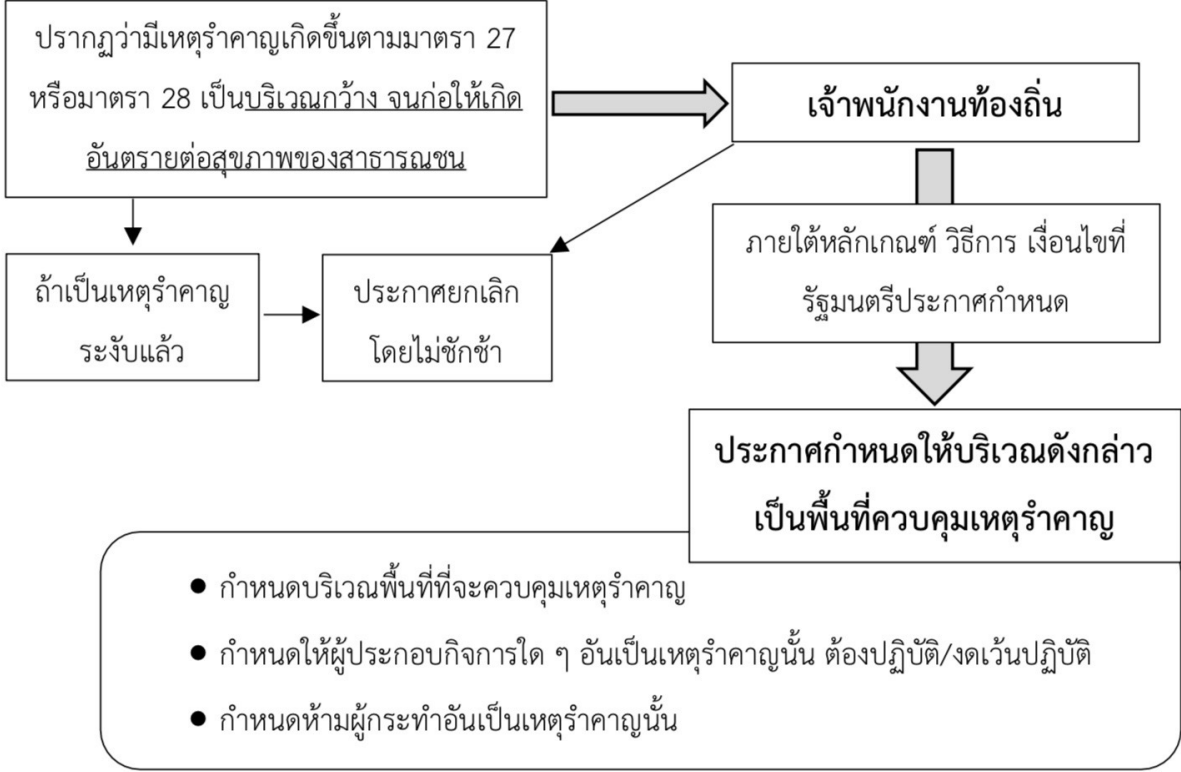 ปรากฏว่ามีเหตุรำคาญเกิดขึ้นตามมาตรา 27
หรือมาตรา 28 เป็นบริเวณกว้าง จนก่อให้เกิด
อันตรายต่อสุขภาพของสาธารณชน
เจ้าพนักงานท้องถิ่น
ถ้าเป็นเหตุรำคาญ
ระงับแล้ว
ประกาศยกเลิก
โดยไม่ชักช้า
ภายใต้หลักเกณฑ์ วิธีการ เงื่อนไขที่
รัฐมนตรีประกาศกำหนด
ประกาศกำหนดให้บริเวณดังกล่าว
เป็นพื้นที่ควบคุมเหตุรำคาญ
● กำหนดบริเวณพื้นที่ที่จะควบคุมเหตุรำคาญ
● กำหนดให้ผู้ประกอบกิจการใด ๆ อันเป็นเหตุรำคาญนั้น ต้องปฏิบัติ/งดเว้นปฏิบัติ
● กำหนดห้ามผู้กระทำอันเป็นเหตุรำคาญนั้น